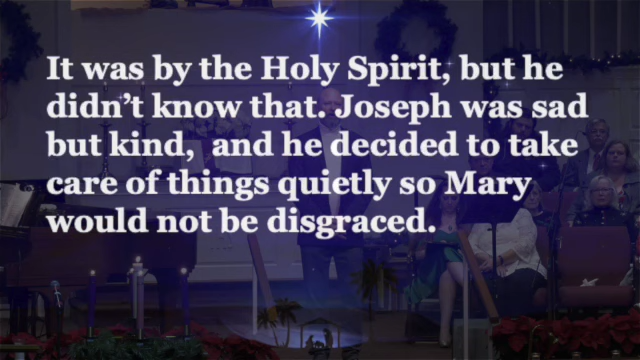 It was by the Holy Spirit, but he
didn’t know that. Joseph was sad
but kind,  and he decided to take
care of things quietly so Mary
would not be disgraced.